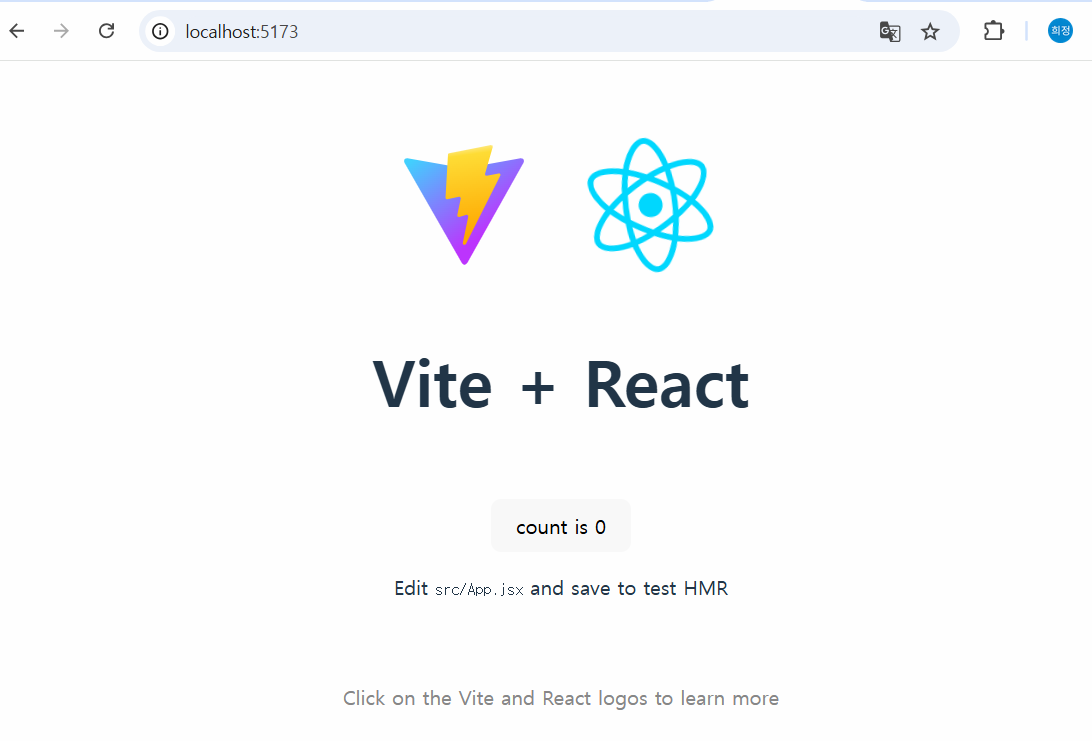 localhost:5173
희정
Vite + React
count is 0
Edit src/App.jsx and save to test HMR
Click on the Vite and React logos to learn more